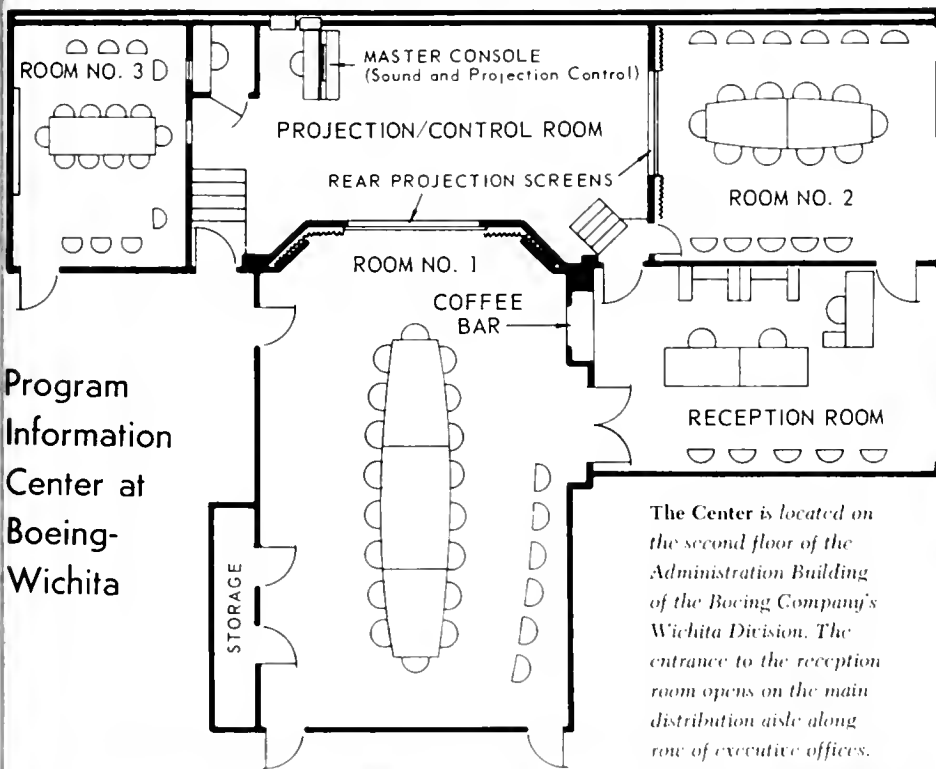 ROOM NO. 3
MASTER CONSOLE
(Sound and Projection Control)
PROJECTION/CONTROL ROOM
REAR PROJECTION SCREENS
ROOM NO. 2
ROOM NO. 1
COFFEE
BAR
RECEPTION ROOM
STORAGE
Program
Information
Center at
Boeing-
Wichita
The Center is located on
the second floor of the
Administration Building
of the Boeing Company's
Wichita Division. The
entrance to the reception
room opens on the main
distribution aisle along
row of executive offices.